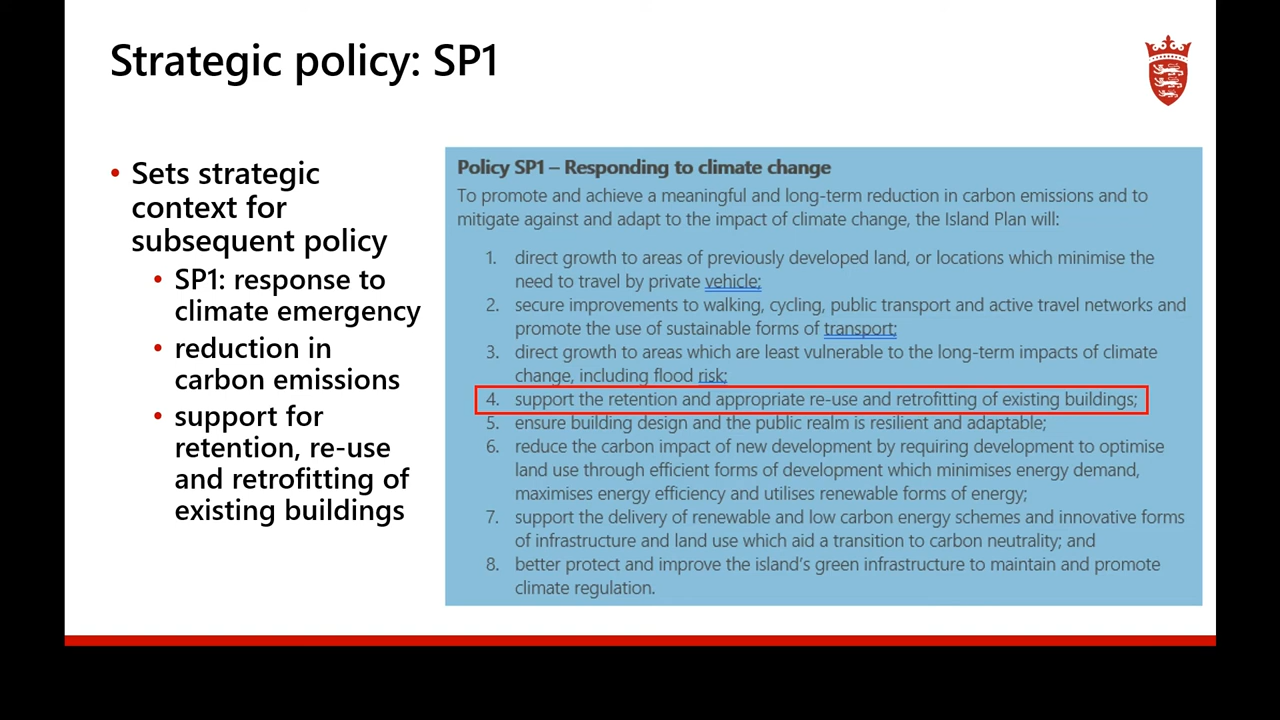 Strategic policy: SP1
• Sets strategic
context for
subsequent policy
• SP1: response to
climate emergency
• reduction in
carbon emissions
• support for
retention, re-use
and retrofitting of
existing buildings
Policy SP1 – Responding to climate change
To promote and achieve a meaningful and long-term reduction in carbon emissions and to
mitigate against and adapt to the impact of climate change, the Island Plan will:
1. direct growth to areas of previously developed land, or locations which minimise the
need to travel by private vehicle;
2. secure improvements to walking, cycling, public transport and active travel networks and
promote the use of sustainable forms of transport;
3. direct growth to areas which are least vulnerable to the long-term impacts of climate
change, including flood risk;
4. support the retention and appropriate re-use and retrofitting of existing buildings;
5. ensure building design and the public realm is resilient and adaptable;
6. reduce the carbon impact of new development by requiring development to optimise
land use through efficient forms of development which minimises energy demand,
maximises energy efficiency and utilises renewable forms of energy;
7. support the delivery of renewable and low carbon energy schemes and innovative forms
of infrastructure and land use which aid a transition to carbon neutrality; and
8. better protect and improve the island's green infrastructure to maintain and promote
climate regulation.